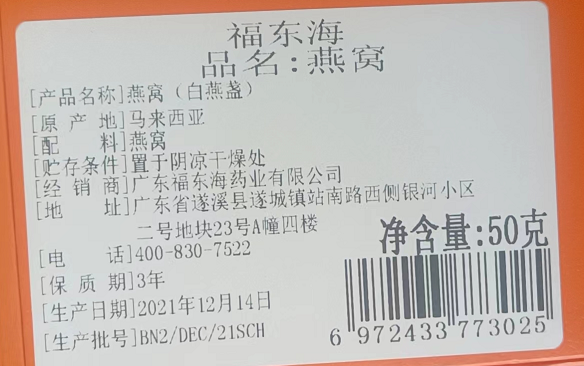 福东海
品名:燕窝
[产品名称]燕窝（白燕盏）
[原 产 地]马来西亚
[配 料]燕窝
[贮存条件]置于阴凉干燥处
[经 销 商]广东福东海药业有限公司
[地 址]广东省遂溪县遂城镇站南路西侧银河小区
二号地块23号A幢四楼
[电 话]400-830-7522
净含量:50克
[保 质 期]3年
[生产日期]2021年12月14日
[生产批号]BN2/DEC/21SCH
6 972433 773025